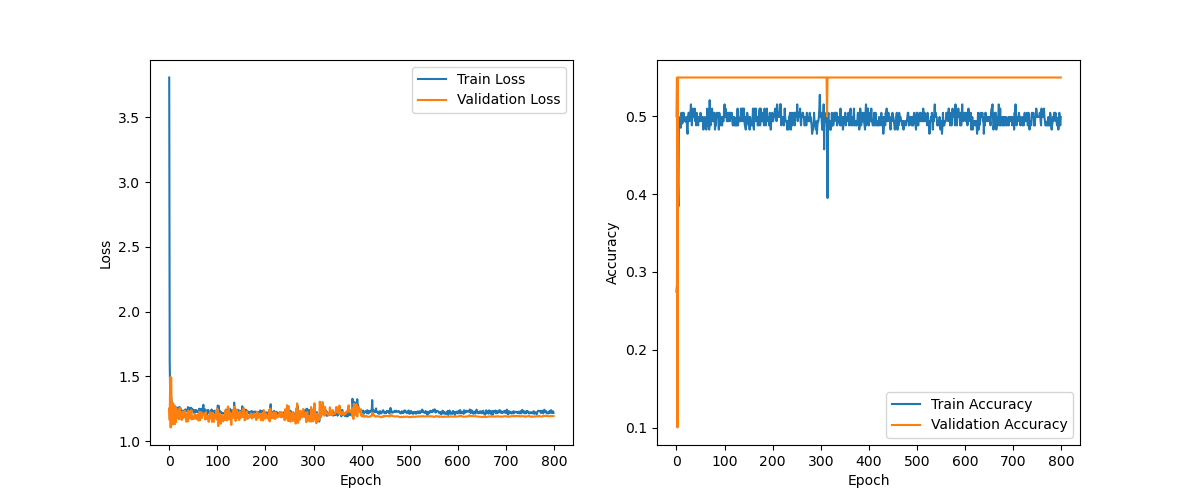 Train Loss
Validation Loss
3.5
3.0
2.5
2.0
1.5
1.0
Loss
0 100 200 300 400 500 600 700 800
Epoch
0.5
0.4
0.3
0.2
0.1
Accuracy
Train Accuracy
Validation Accuracy
0 100 200 300 400 500 600 700 800
Epoch